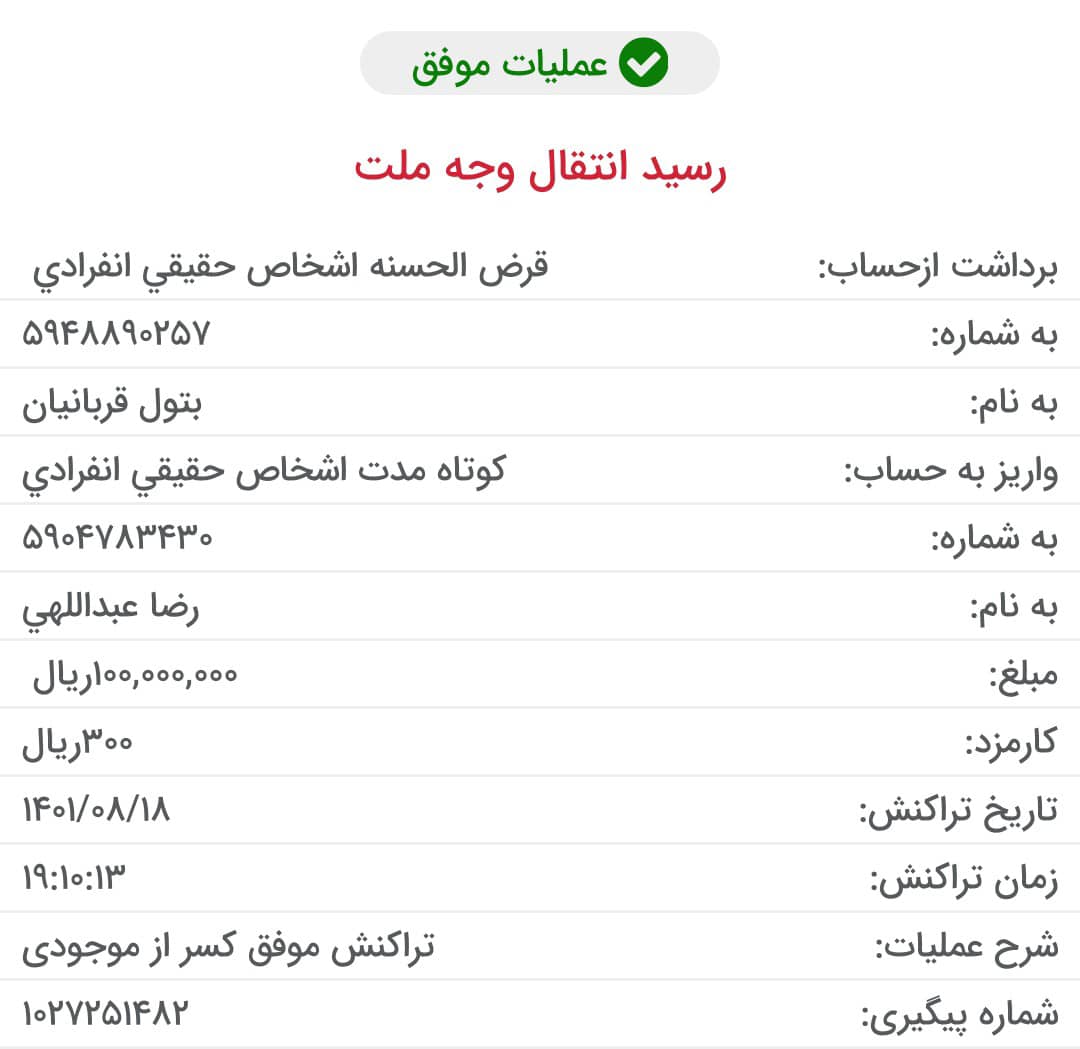 عملیات موفق
رسید انتقال وجه ملت
برداشت ازحساب: قرض الحسنه اشخاص حقيقي انفرادي
به شماره: ۵۹۴۸۸۹۰۲۵۷
به نام: بتول قربانیان
واریز به حساب: کوتاه مدت اشخاص حقيقي انفرادي
به شماره: ۵۹۰۴۷۸۳۴۳۰
به نام: رضا عبداللهي
مبلغ: ۱۰۰,۰۰۰,۰۰۰ریال
کارمزد: ۳۰۰ریال
تاریخ تراکنش: ۱۴۰۱/۰۸/۱۸
زمان تراکنش: ۱۹:۱۰:۱۳
شرح عملیات: تراکنش موفق کسر از موجودی
شماره پیگیری: ۱۰۲۷۲۵۱۴۸۲